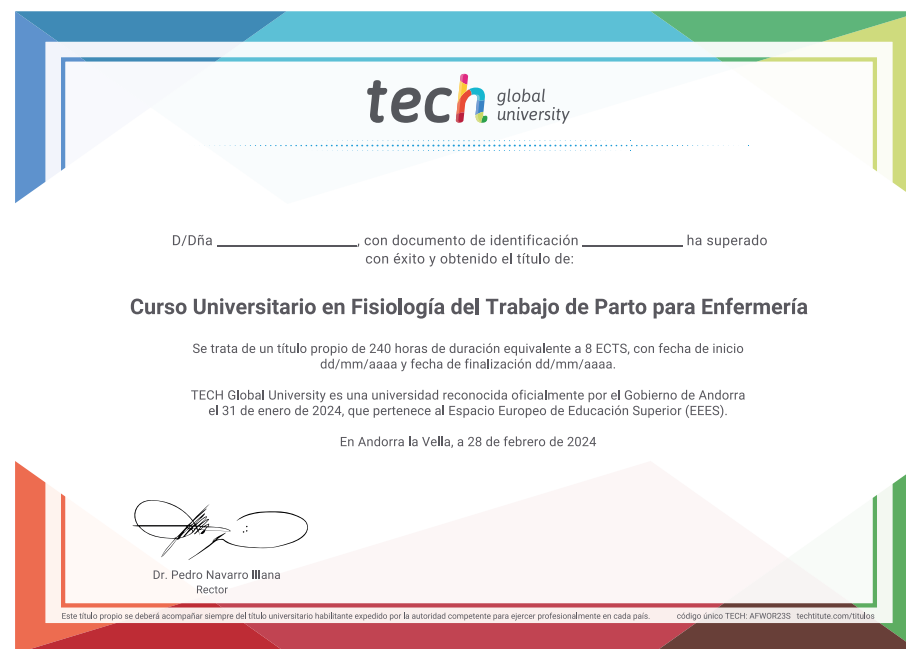 tech global university
D/Dña ______________, con documento de identificación __________ ha superado
con éxito y obtenido el título de:
Curso Universitario en Fisiología del Trabajo de Parto para Enfermería
Se trata de un título propio de 240 horas de duración equivalente a 8 ECTS, con fecha de inicio
dd/mm/aaaa y fecha de finalización dd/mm/aaaa.
TECH Global University es una universidad reconocida oficialmente por el Gobierno de Andorra
el 31 de enero de 2024, que pertenece al Espacio Europeo de Educación Superior (EEES).
En Andorra la Vella, a 28 de febrero de 2024
Dr. Pedro Navarro Illana
Rector
Este título propio se deberá acompañar siempre del título universitario habilitante expedido por la autoridad competente para ejercer profesionalmente en cada país. código único TECH: AFWOR23S techtitute.com/titulos